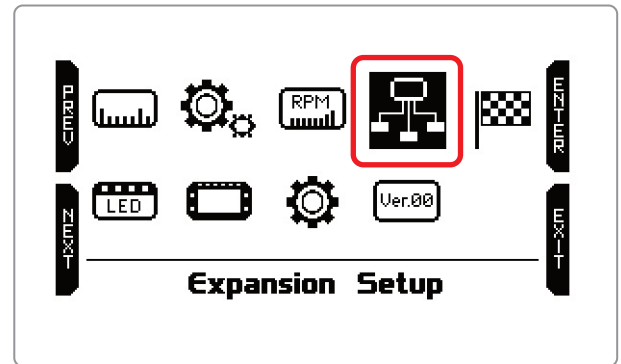 PREV
RPM
ENTER
NEXT
LED
Ver.00
EXIT
Expansion Setup